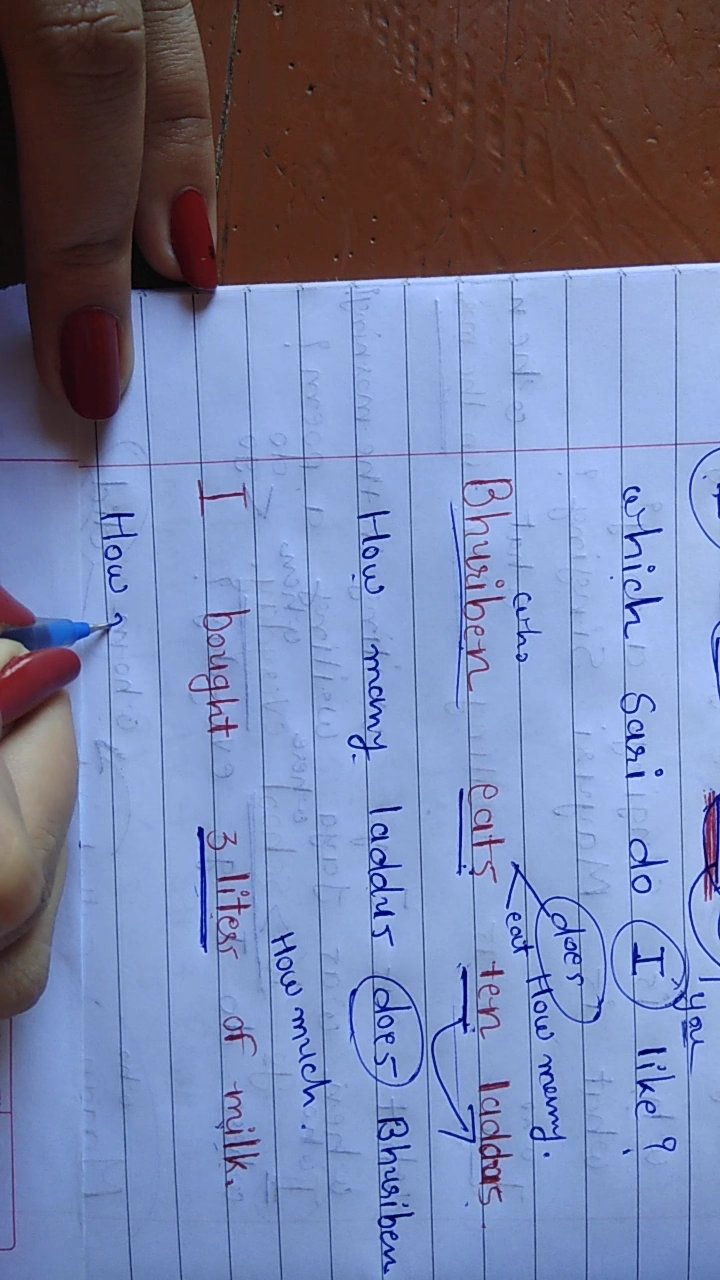 you
which Sari do I like?
does
who eat How many.
Bhuriben eats ten laddus
How many laddus does Bhuriben
How much.
I bought 3 liters of milk.
How